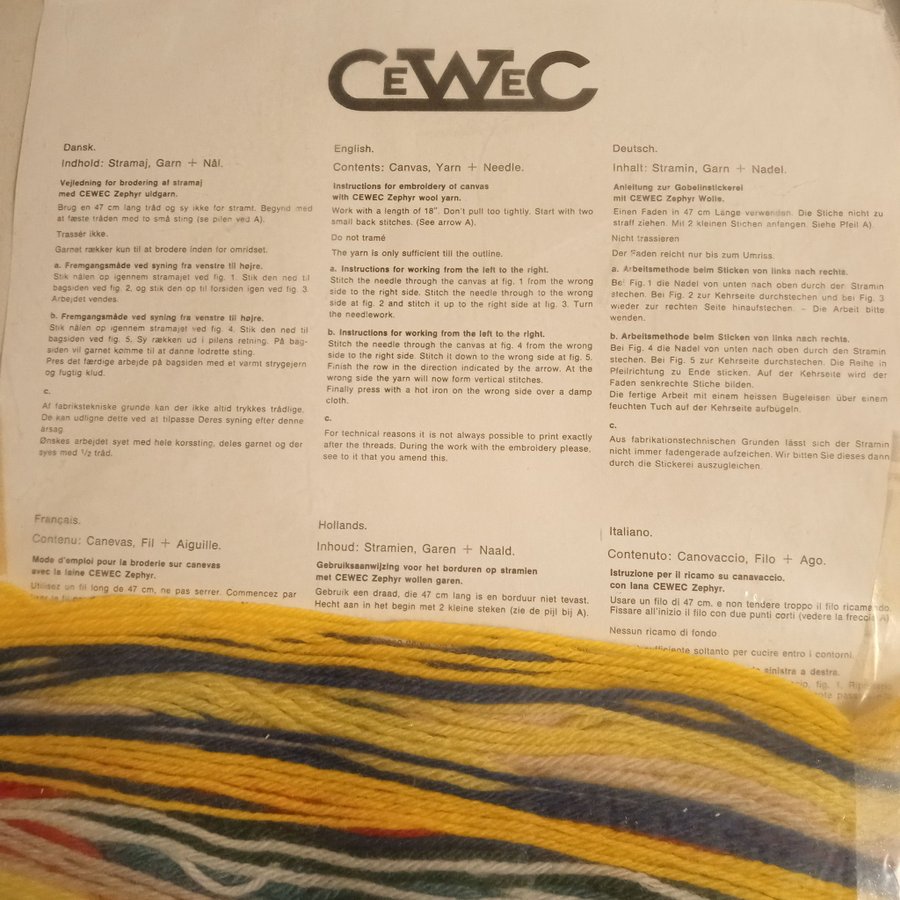 CEWEC
Dansk.
Indhold: Stramaj, Garn + Nål.
Vejledning for brodering af stramaj
med CEWEC Zephyr uldgarn.
Brug en 47 cm lang tråd og sy ikke for stramt. Begynd med
at fæste tråden med to små sting (se pilen ved A).
Trassér ikke.
Garnet rækker kun til at brodere inden for omridset.
a. Fremgangsmåde ved syning fra venstre til højre.
Stik nålen op igennem stramajet ved fig. 1. Stik den ned til
bagsiden ved fig. 2, og stik den op til forsiden igen ved fig. 3.
Arbejdet vendes.
b. Fremgangsmåde ved syning fra venstre til højre.
Stik nålen op igennem stramajet ved fig. 4. Stik den ned til
bagsiden ved fig. 5. Sy rækken ud i pilens retning. På bag-
siden vil garnet komme til at danne lodrette sting.
Pres det færdige arbejde på bagsiden med et varmt strygejern
og fugtig klud.
c.
Af fabrikstekniske grunde kan der ikke altid trykkes trådlige.
De kan udligne dette ved at tilpasse Deres syning efter denne
årsag.
Ønskes arbejdet syet med hele korssting, deles garnet og der
syes med 1/2 tråd.
English.
Contents: Canvas, Yarn + Needle.
Instructions for embroidery of canvas
with CEWEC Zephyr wool yarn.
Work with a length of 18". Don't pull too tightly. Start with two
small back stitches. (See arrow A).
Do not tramé
The yarn is only sufficient till the outline.
a. Instructions for working from the left to the right.
Stitch the needle through the canvas at fig. 1 from the wrong
side to the right side. Stitch the needle through to the wrong
side at fig. 2 and stitch it up to the right side at fig. 3. Turn
the needlework.
b. Instructions for working from the left to the right.
Stitch the needle through the canvas at fig. 4 from the wrong
side to the right side. Stitch it down to the wrong side at fig. 5.
Finish the row in the direction indicated by the arrow. At the
wrong side the yarn will now form vertical stitches.
Finally press with a hot iron on the wrong side over a damp
cloth.
c.
For technical reasons it is not always possible to print exactly
after the threads. During the work with the embroidery please,
see to it that you amend this.
Deutsch.
Inhalt: Stramin, Garn + Nadel.
Anleitung zur Gobelinstickerei
mit CEWEC Zephyr Wolle.
Einen Faden in 47 cm Länge verwenden. Die Stiche nicht zu
straff ziehen. Mit 2 kleinen Stichen anfangen. Siehe Pfeil A).
Nicht trassieren
Der Faden reicht nur bis zum Umriss.
a. Arbeitsmethode beim Sticken von links nach rechts.
Bei Fig. 1 die Nadel von unten nach oben durch der Stramin
stechen. Bei Fig. 2 zur Kehrseite durchstechen und bei Fig. 3
wieder zur rechten Seite hinaufstechen. - Die Arbeit bitte
wenden.
b. Arbeitsmethode beim Sticken von links nach rechts.
Bei Fig. 4 die Nadel von unten nach oben durch den Stramin
stechen. Bei Fig. 5 zur Kehrseite durchstechen. Die Reihe in
Pfeilrichtung zu Ende sticken. Auf der Kehrseite wird der
Faden senkrechte Stiche bilden.
Die fertige Arbeit mit einem heissen Bugeleisen über einem
feuchten Tuch auf der Kehrseite aufbügeln.
c.
Aus fabrikationstechnischen Grunden lässt sich der Stramin
nicht immer fadengerade aufzeichen. Wir bitten Sie dieses dann
durch die Stickerei auszugleichen.
Français.
Contenu: Canevas, Fil + Aiguille.
Mode d'emploi pour la broderie sur canevas
avec la laine CEWEC Zephyr.
Utilisez un fil long de 47 cm, ne pas serrer. Commencez par
Hollands.
Inhoud: Stramien, Garen + Naald.
Gebruiksaanwijzing voor het borduren op stramien
met CEWEC Zephyr wollen garen.
Gebruik een draad, die 47 cm lang is en borduur niet tevast.
Hecht aan in het begin met 2 kleine steken (zie de pijl bij A).
Italiano.
Contenuto: Canovaccio, Filo + Ago.
Istruzione per il ricamo su canavaccio.
con lana CEWEC Zephyr.
Usare un filo di 47 cm. e non tendere troppo il filo ricamando
Fissare all'inizio il filo con due punti corti (vedere la freccia A)
Nessun ricamo di fondo
sufficiente soltanto per cucire entro i contorni.
sinistra a destra.
fig. 1.